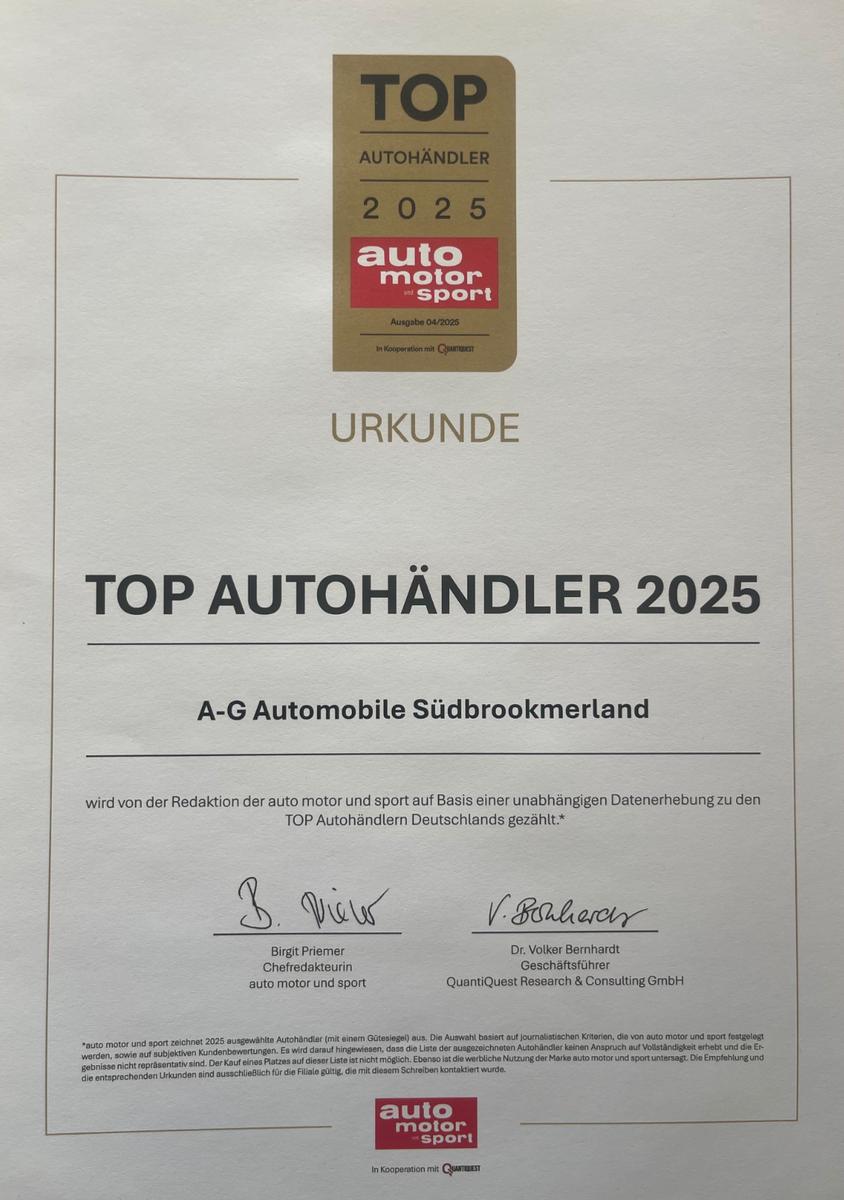 TOP
AUTOHÄNDLER
2025
auto
motor
und sport
Ausgabe 04/2025
In Kooperation mit QUANTIQUEST
URKUNDE
TOP AUTOHÄNDLER 2025
A-G Automobile Südbrookmerland
wird von der Redaktion der auto motor und sport auf Basis einer unabhängigen Datenerhebung zu den
TOP Autohändlern Deutschlands gezählt.*
Birgit Priemer
Chefredakteurin
auto motor und sport
Dr. Volker Bernhardt
Geschäftsführer
QuantiQuest Research & Consulting GmbH
*auto motor und sport zeichnet 2025 ausgewählte Autohändler (mit einem Gütesiegel) aus. Die Auswahl basiert auf journalistischen Kriterien, die von auto motor und sport festgelegt
werden, sowie auf subjektiven Kundenbewertungen. Es wird darauf hingewiesen, dass die Liste der ausgezeichneten Autohändler keinen Anspruch auf Vollständigkeit erhebt und die Er-
gebnisse nicht repräsentativ sind. Der Kauf eines Platzes auf dieser Liste ist nicht möglich. Ebenso ist die werbliche Nutzung der Marke auto motor und sport untersagt. Die Empfehlung und
die entsprechenden Urkunden sind ausschließlich für die Filiale gültig, die mit diesem Schreiben kontaktiert wurde.
auto
motor
und sport
In Kooperation mit QUANTIQUEST